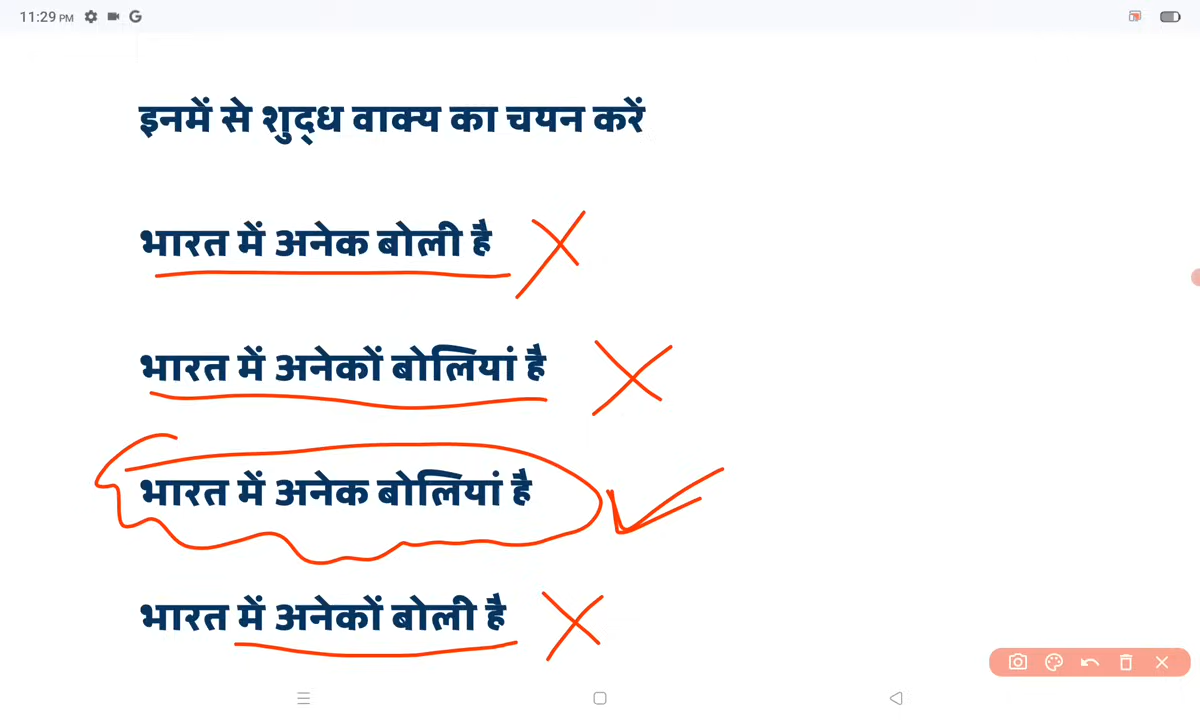 11:29 PM
इनमें से शुद्ध वाक्य का चयन करें
भारत में अनेक बोली है
भारत में अनेकों बोलियां है
भारत में अनेक बोलियां है
भारत में अनेकों बोली है